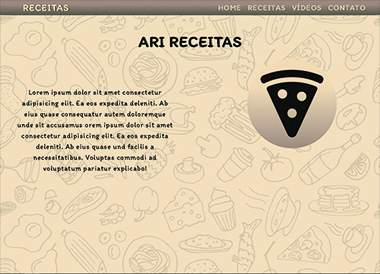 RECEITAS HOME RECEITAS VÍDEOS CONTATO
ARI RECEITAS
Lorem ipsum dolor sit amet consectetur
adipisicing elit. Ea eos expedita deleniti. Ab
eius quase consequatur autem doloremque
unde sit accusamus orem ipsum dolor sit amet
consectetur adipisicing elit. Ea eos expedita
deleniti. Ab eius quase und facilis a
necessitatibus. Voluptas commodi ad
voluptatum pariatur explicabo!